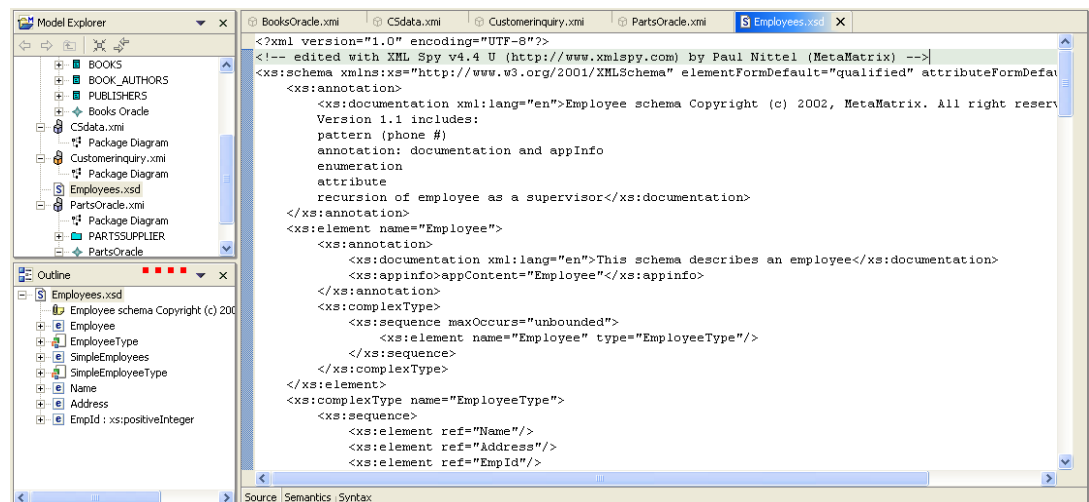 Model Explorer
BOOKS
BOOK_AUTHORS
PUBLISHERS
Books Oracle
CSdata.xmi
Package Diagram
Customerinquiry.xmi
Package Diagram
Employees.xsd
PartsOracle.xmi
Package Diagram
PARTSSUPPLIER
PartsOracle
Outline
Employees.xsd
Employee schema Copyright (c) 200
Employee
EmployeeType
SimpleEmployees
SimpleEmployeeType
Name
Address
EmpId : xs:positiveInteger
BooksOracle.xmi CSdata.xmi Customerinquiry.xmi PartsOracle.xmi Employees.xsd
<?xml version="1.0" encoding="UTF-8"?>
<!-- edited with XML Spy v4.4 U (http://www.xmlspy.com) by Paul Nittel (MetaMatrix) -->
<xs:schema xmlns:xs="http://www.w3.org/2001/XMLSchema" elementFormDefault="qualified" attributeFormDefau
<xs:annotation>
<xs:documentation xml:lang="en">Employee schema Copyright (c) 2002, MetaMatrix. All right reserv
Version 1.1 includes:
pattern (phone #)
annotation: documentation and appInfo
enumeration
attribute
recursion of employee as a supervisor</xs:documentation>
</xs:annotation>
<xs:element name="Employee">
<xs:annotation>
<xs:documentation xml:lang="en">This schema describes an employee</xs:documentation>
<xs:appinfo>appContent="Employee"</xs:appinfo>
</xs:annotation>
<xs:complexType>
<xs:sequence maxOccurs="unbounded">
<xs:element name="Employee" type="EmployeeType"/>
</xs:sequence>
</xs:complexType>
</xs:element>
<xs:complexType name="EmployeeType">
<xs:sequence>
<xs:element ref="Name"/>
<xs:element ref="Address"/>
<xs:element ref="EmpId"/>
Source Semantics Syntax